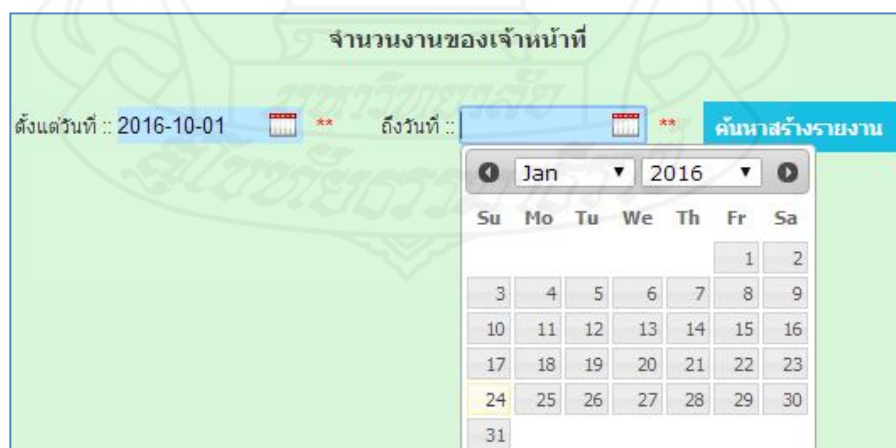 จำนวนงานของเจ้าหน้าที่
ตั้งแต่วันที่ :: 2016-10-01 ** ถึงวันที่ :: ** ค้นหาสร้างรายงาน
Jan 2016
Su Mo Tu We Th Fr Sa
1 2
3 4 5 6 7 8 9
10 11 12 13 14 15 16
17 18 19 20 21 22 23
24 25 26 27 28 29 30
31